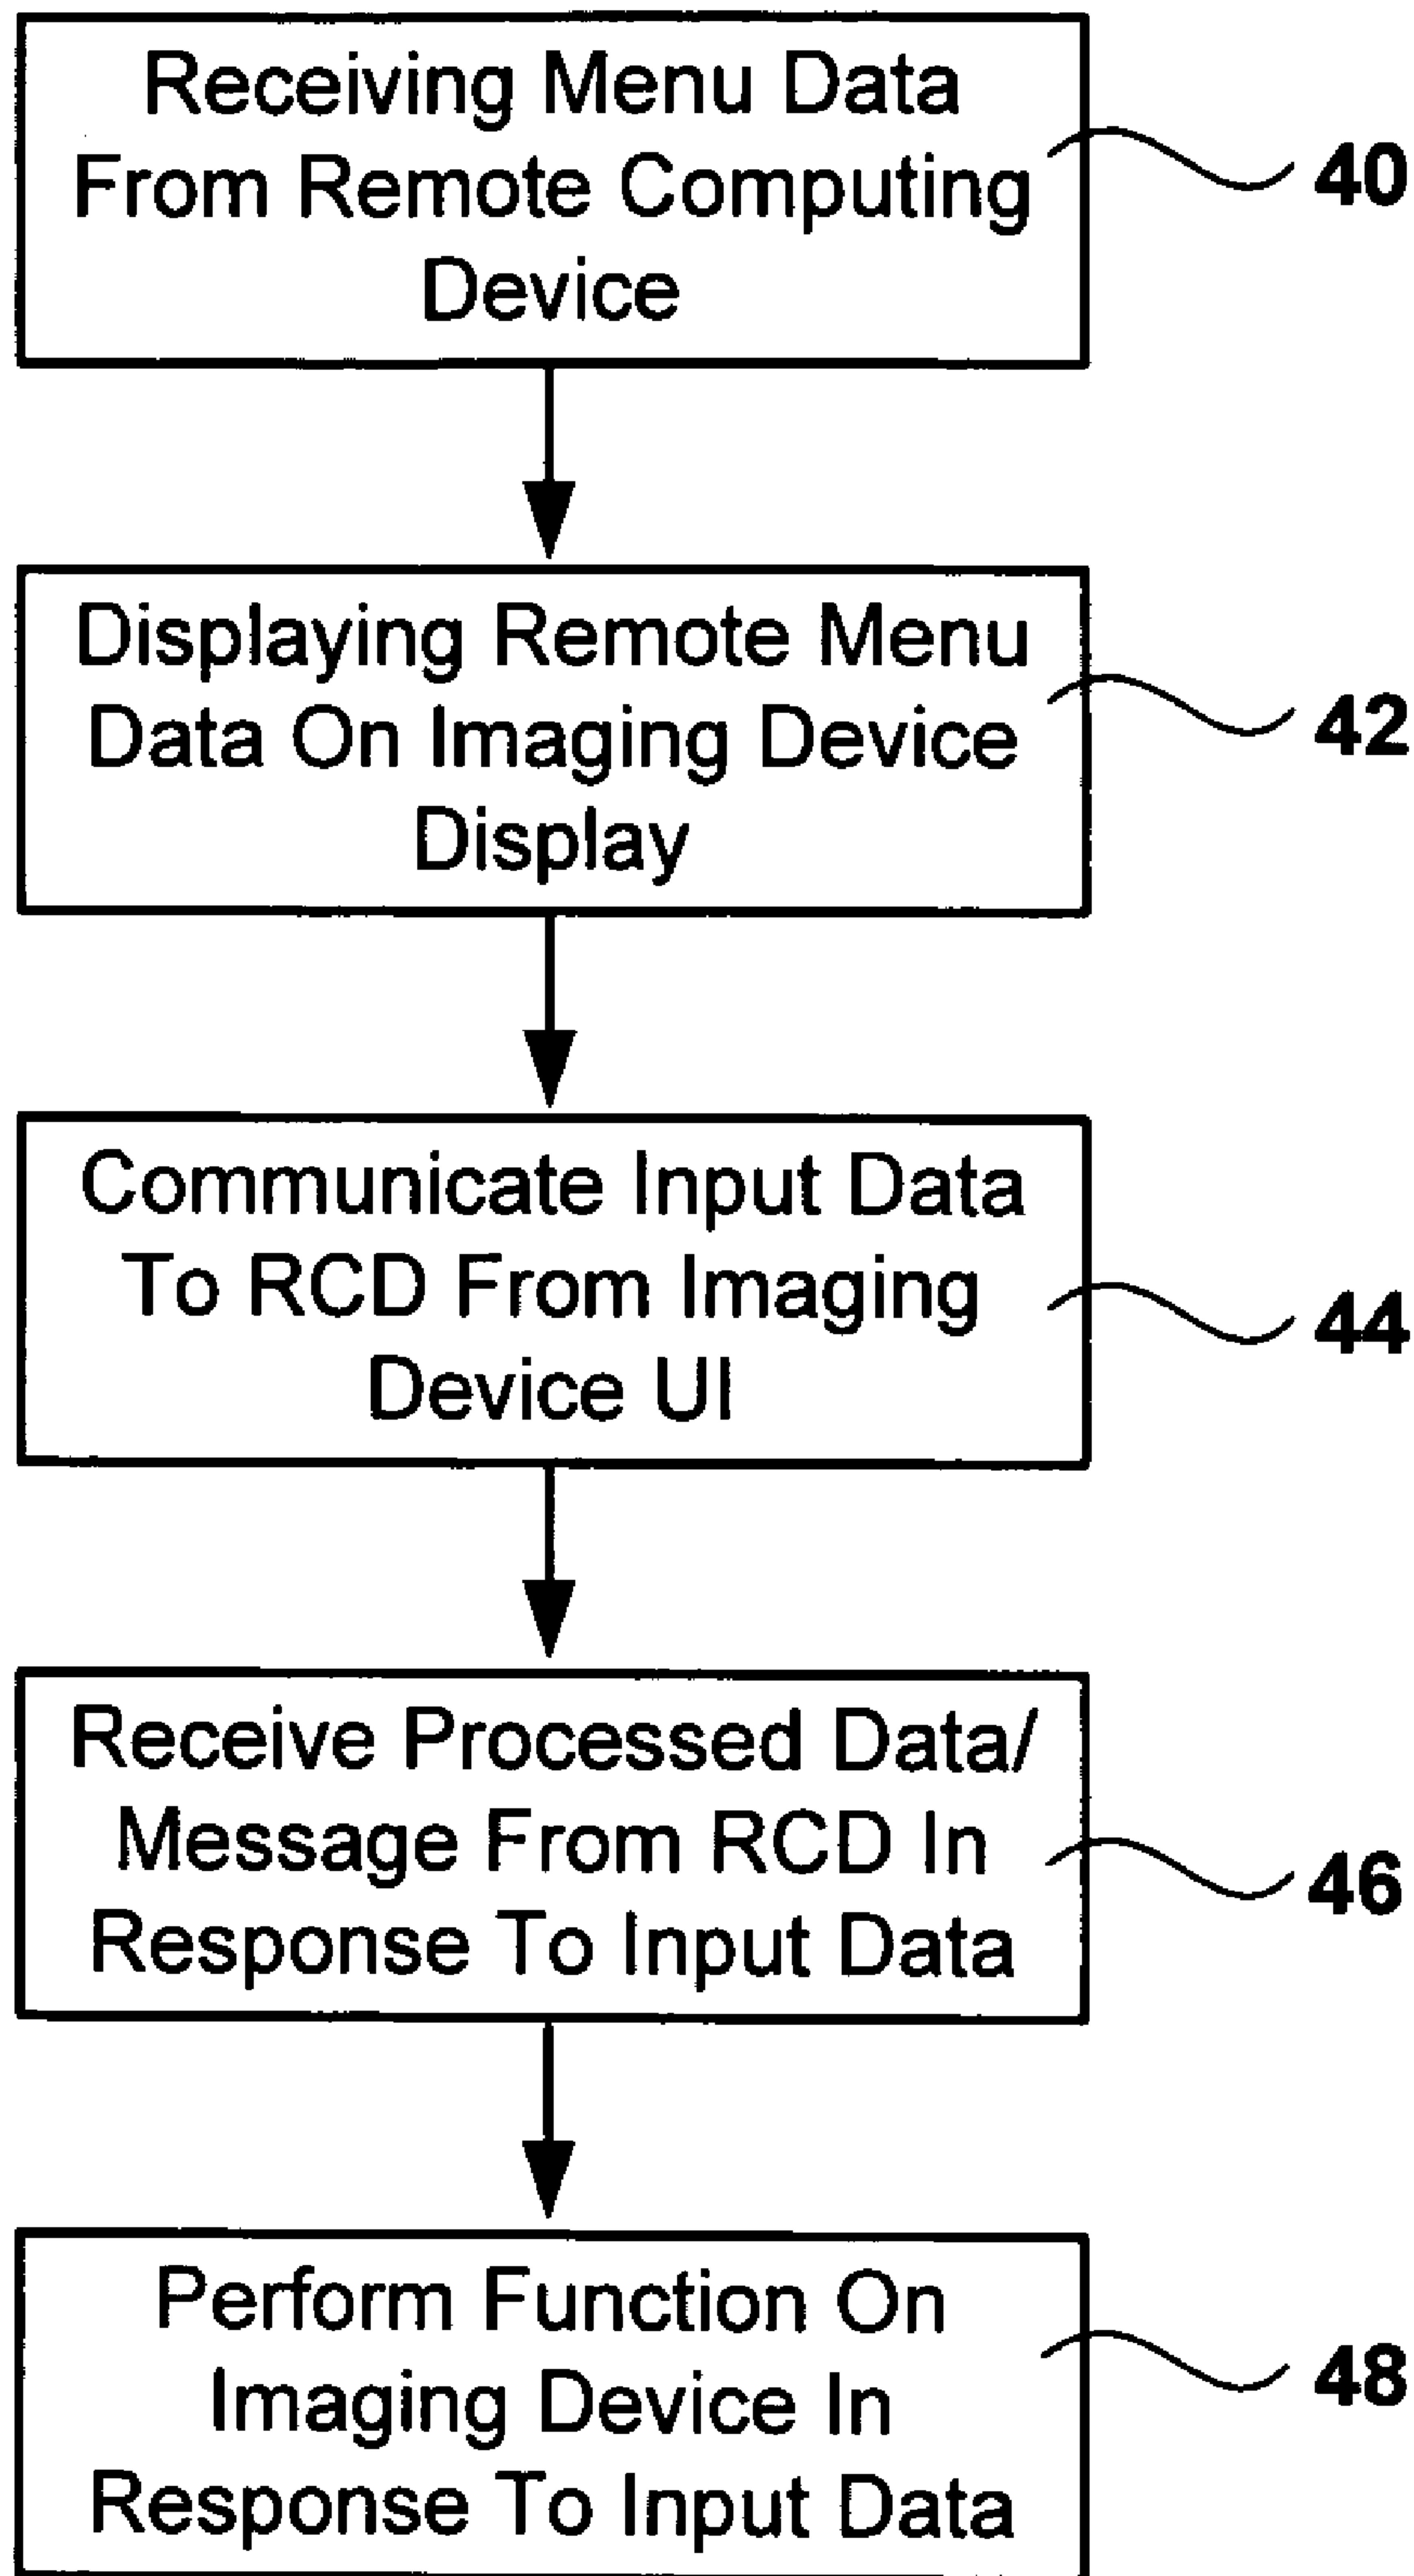 Receiving Menu Data
From Remote Computing
Device
40
Displaying Remote Menu
Data On Imaging Device
Display
42
Communicate Input Data
To RCD From Imaging
Device UI
44
Receive Processed Data/
Message From RCD In
Response To Input Data
46
Perform Function On
Imaging Device In
Response To Input Data
48